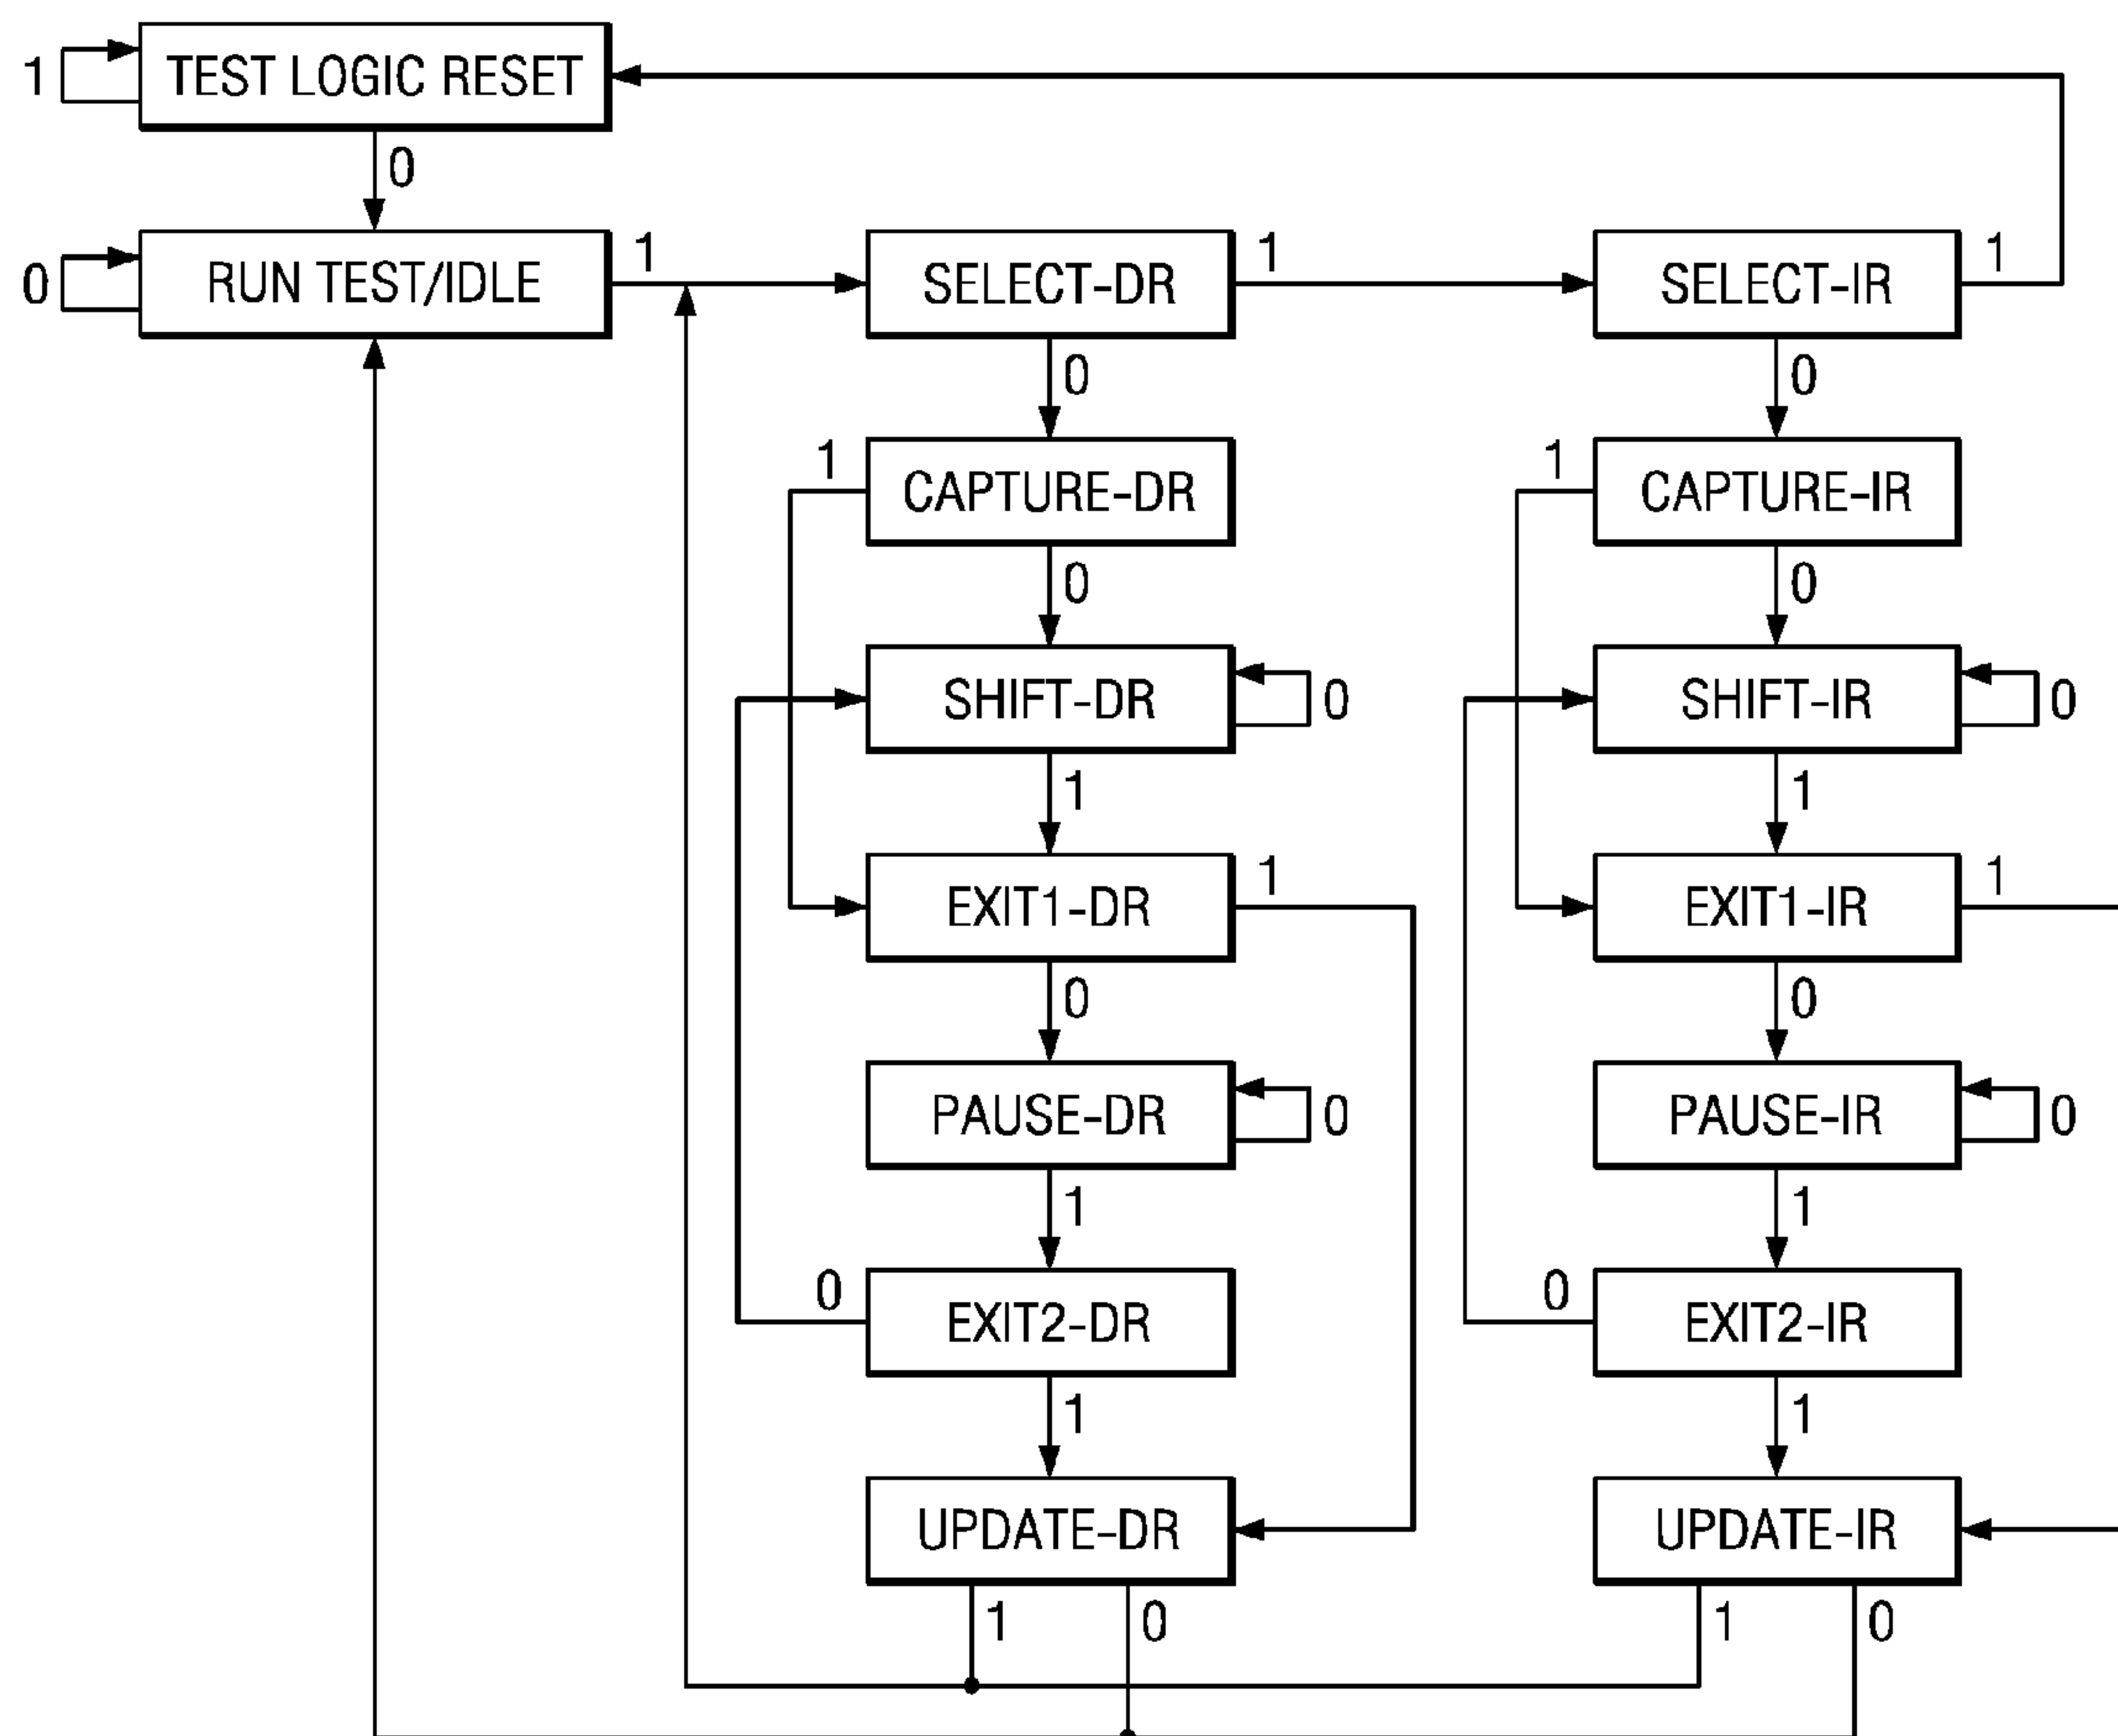 1 TEST LOGIC RESET
0
0 RUN TEST/IDLE 1 SELECT-DR 1 SELECT-IR 1
0 0
1 CAPTURE-DR 1 CAPTURE-IR
0 0
SHIFT-DR 0 SHIFT-IR 0
1 1
EXIT1-DR 1 EXIT1-IR 1
0 0
PAUSE-DR 0 PAUSE-IR 0
1 1
0 EXIT2-DR 0 EXIT2-IR
1 1
UPDATE-DR UPDATE-IR
1 0 1 0